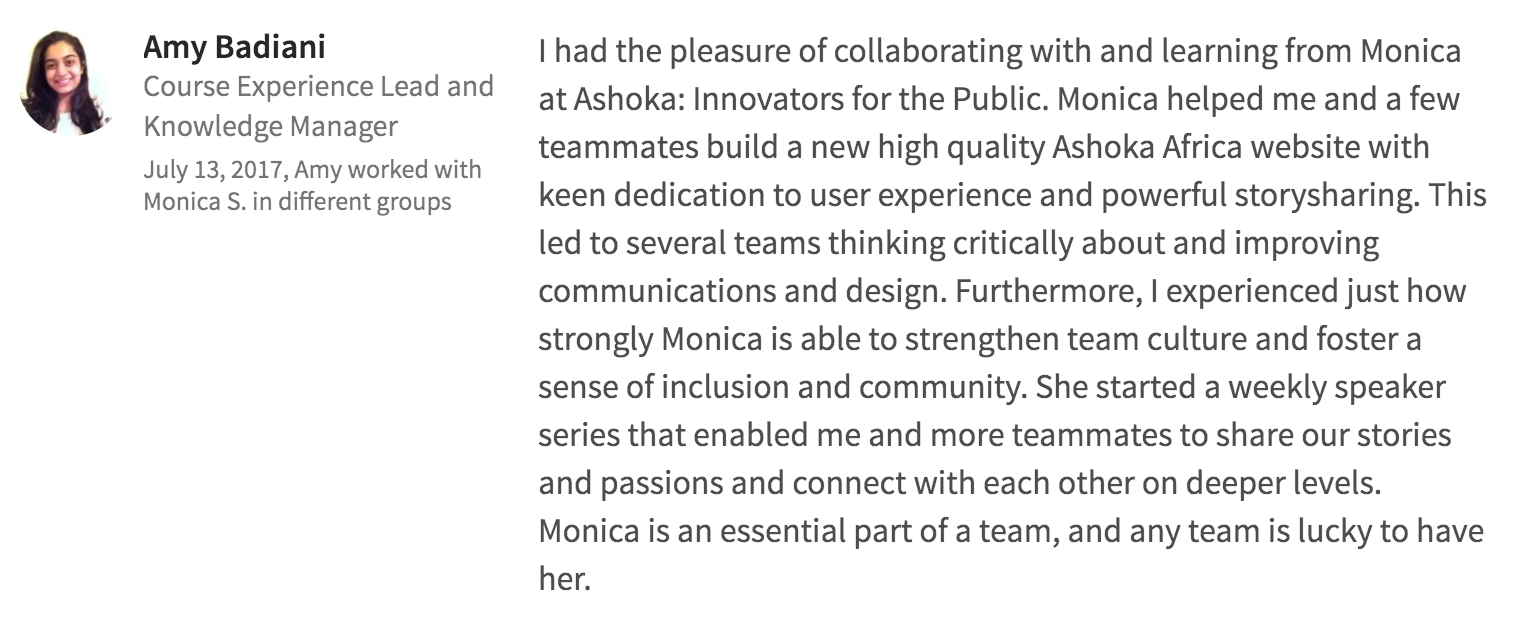 Amy Badiani
Course Experience Lead and
Knowledge Manager
July 13, 2017, Amy worked with
Monica S. in different groups
I had the pleasure of collaborating with and learning from Monica
at Ashoka: Innovators for the Public. Monica helped me and a few
teammates build a new high quality Ashoka Africa website with
keen dedication to user experience and powerful storysharing. This
led to several teams thinking critically about and improving
communications and design. Furthermore, I experienced just how
strongly Monica is able to strengthen team culture and foster a
sense of inclusion and community. She started a weekly speaker
series that enabled me and more teammates to share our stories
and passions and connect with each other on deeper levels.
Monica is an essential part of a team, and any team is lucky to have
her.